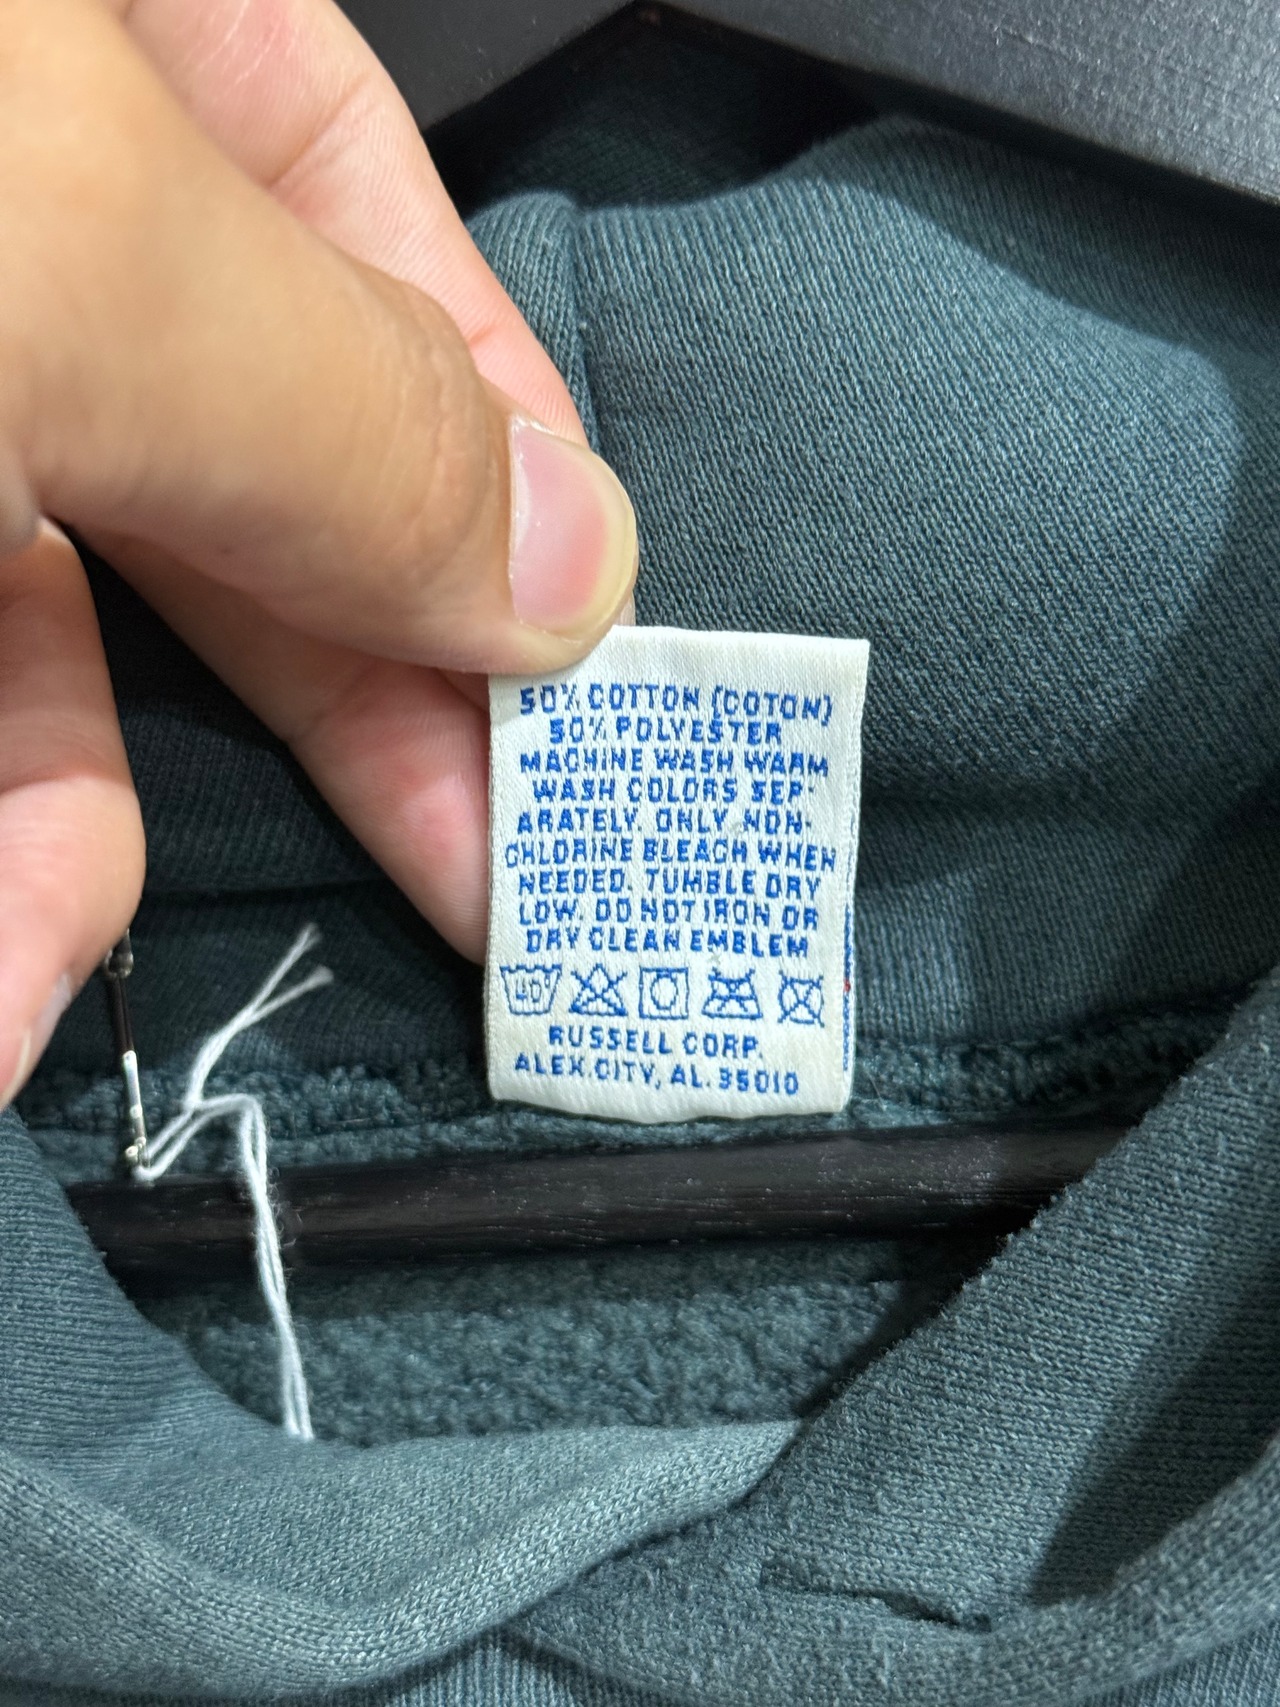 50% COTTON (COTON)
50% POLYESTER
MACHINE WASH WARM
WASH COLORS SEP-
ARATELY. ONLY NON-
CHLORINE BLEACH WHEN
NEEDED. TUMBLE DRY
LOW. DO NOT IRON OR
DRY CLEAN EMBLEM
40°
RUSSELL CORP.
ALEX.CITY, AL. 35010